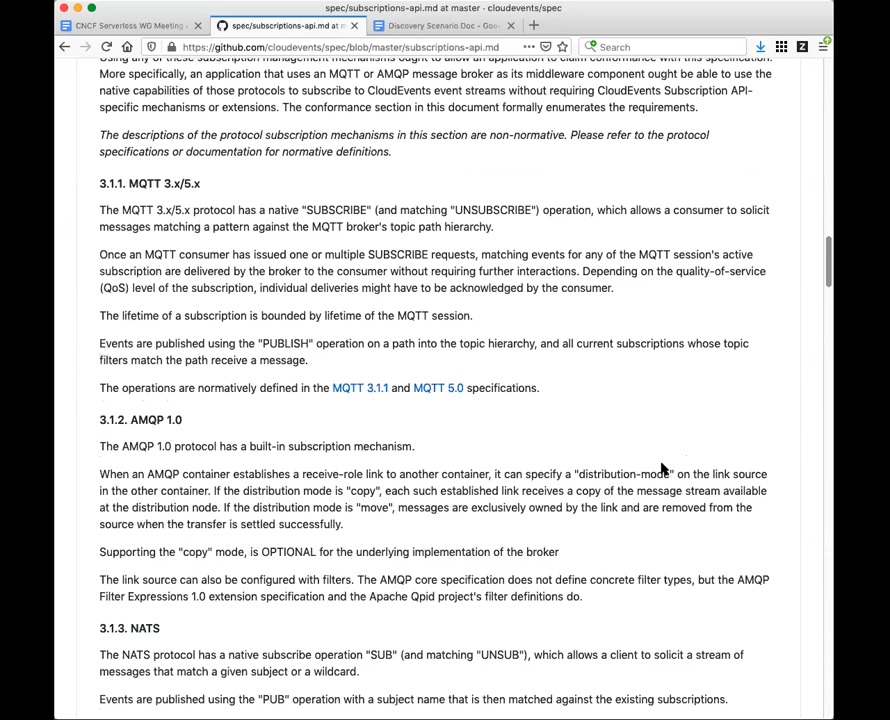 spec/subscriptions-api.md at master · cloudevents/spec
CNCF Serverless WG Meeting
spec/subscriptions-api.md at m
Discovery Scenario Doc - Goo
https://github.com/cloudevents/spec/blob/master/subscriptions-api.md
Search
Using any of these subscription management mechanisms ought to allow an application to claim conformance with this specification.
More specifically, an application that uses an MQTT or AMQP message broker as its middleware component ought be able to use the
native capabilities of those protocols to subscribe to CloudEvents event streams without requiring CloudEvents Subscription API-
specific mechanisms or extensions. The conformance section in this document formally enumerates the requirements.
The descriptions of the protocol subscription mechanisms in this section are non-normative. Please refer to the protocol
specifications or documentation for normative definitions.
3.1.1. MQTT 3.x/5.x
The MQTT 3.x/5.x protocol has a native "SUBSCRIBE" (and matching "UNSUBSCRIBE") operation, which allows a consumer to solicit
messages matching a pattern against the MQTT broker's topic path hierarchy.
Once an MQTT consumer has issued one or multiple SUBSCRIBE requests, matching events for any of the MQTT session's active
subscription are delivered by the broker to the consumer without requiring further interactions. Depending on the quality-of-service
(QoS) level of the subscription, individual deliveries might have to be acknowledged by the consumer.
The lifetime of a subscription is bounded by lifetime of the MQTT session.
Events are published using the "PUBLISH" operation on a path into the topic hierarchy, and all current subscriptions whose topic
filters match the path receive a message.
The operations are normatively defined in the MQTT 3.1.1 and MQTT 5.0 specifications.
3.1.2. AMQP 1.0
The AMQP 1.0 protocol has a built-in subscription mechanism.
When an AMQP container establishes a receive-role link to another container, it can specify a "distribution-mode" on the link source
in the other container. If the distribution mode is "copy", each such established link receives a copy of the message stream available
at the distribution node. If the distribution mode is "move", messages are exclusively owned by the link and are removed from the
source when the transfer is settled successfully.
Supporting the "copy" mode, is OPTIONAL for the underlying implementation of the broker
The link source can also be configured with filters. The AMQP core specification does not define concrete filter types, but the AMQP
Filter Expressions 1.0 extension specification and the Apache Qpid project's filter definitions do.
3.1.3. NATS
The NATS protocol has a native subscribe operation "SUB" (and matching "UNSUB"), which allows a client to solicit a stream of
messages that match a given subject or a wildcard.
Events are published using the "PUB" operation with a subject name that is then matched against the existing subscriptions.